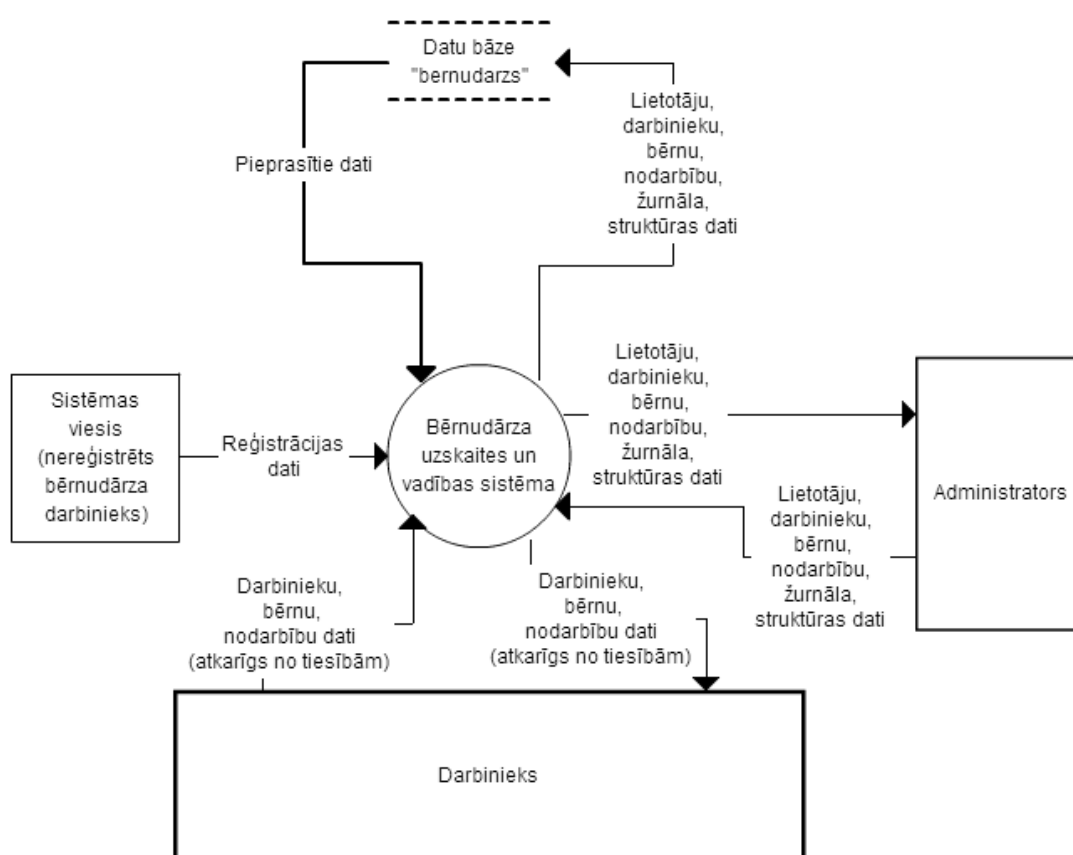 Datu bāze
"bernudarzs"
Lietotāju,
darbinieku,
bērnu,
nodarbību,
žurnāla,
struktūras dati
Pieprasītie dati
Sistēmas
viesis
(nereģistrēts
bērnudārza
darbinieks)
Reģistrācijas
dati
Bērnudārza
uzskaites un
vadības sistēma
Lietotāju,
darbinieku,
bērnu,
nodarbību,
žurnāla,
struktūras dati
Administrators
Lietotāju,
darbinieku,
bērnu,
nodarbību,
žurnāla,
struktūras dati
Darbinieku,
bērnu,
nodarbību dati
(atkarīgs no tiesībām)
Darbinieku,
bērnu,
nodarbību dati
(atkarīgs no tiesībām)
Darbinieks